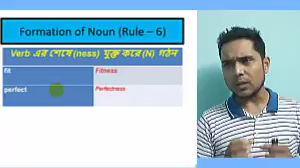 Formation of Noun (Rule – 6)
Verb এর শেষে (ness) যুক্ত করে (N) গঠন
fit Fitness
perfect Perfectness